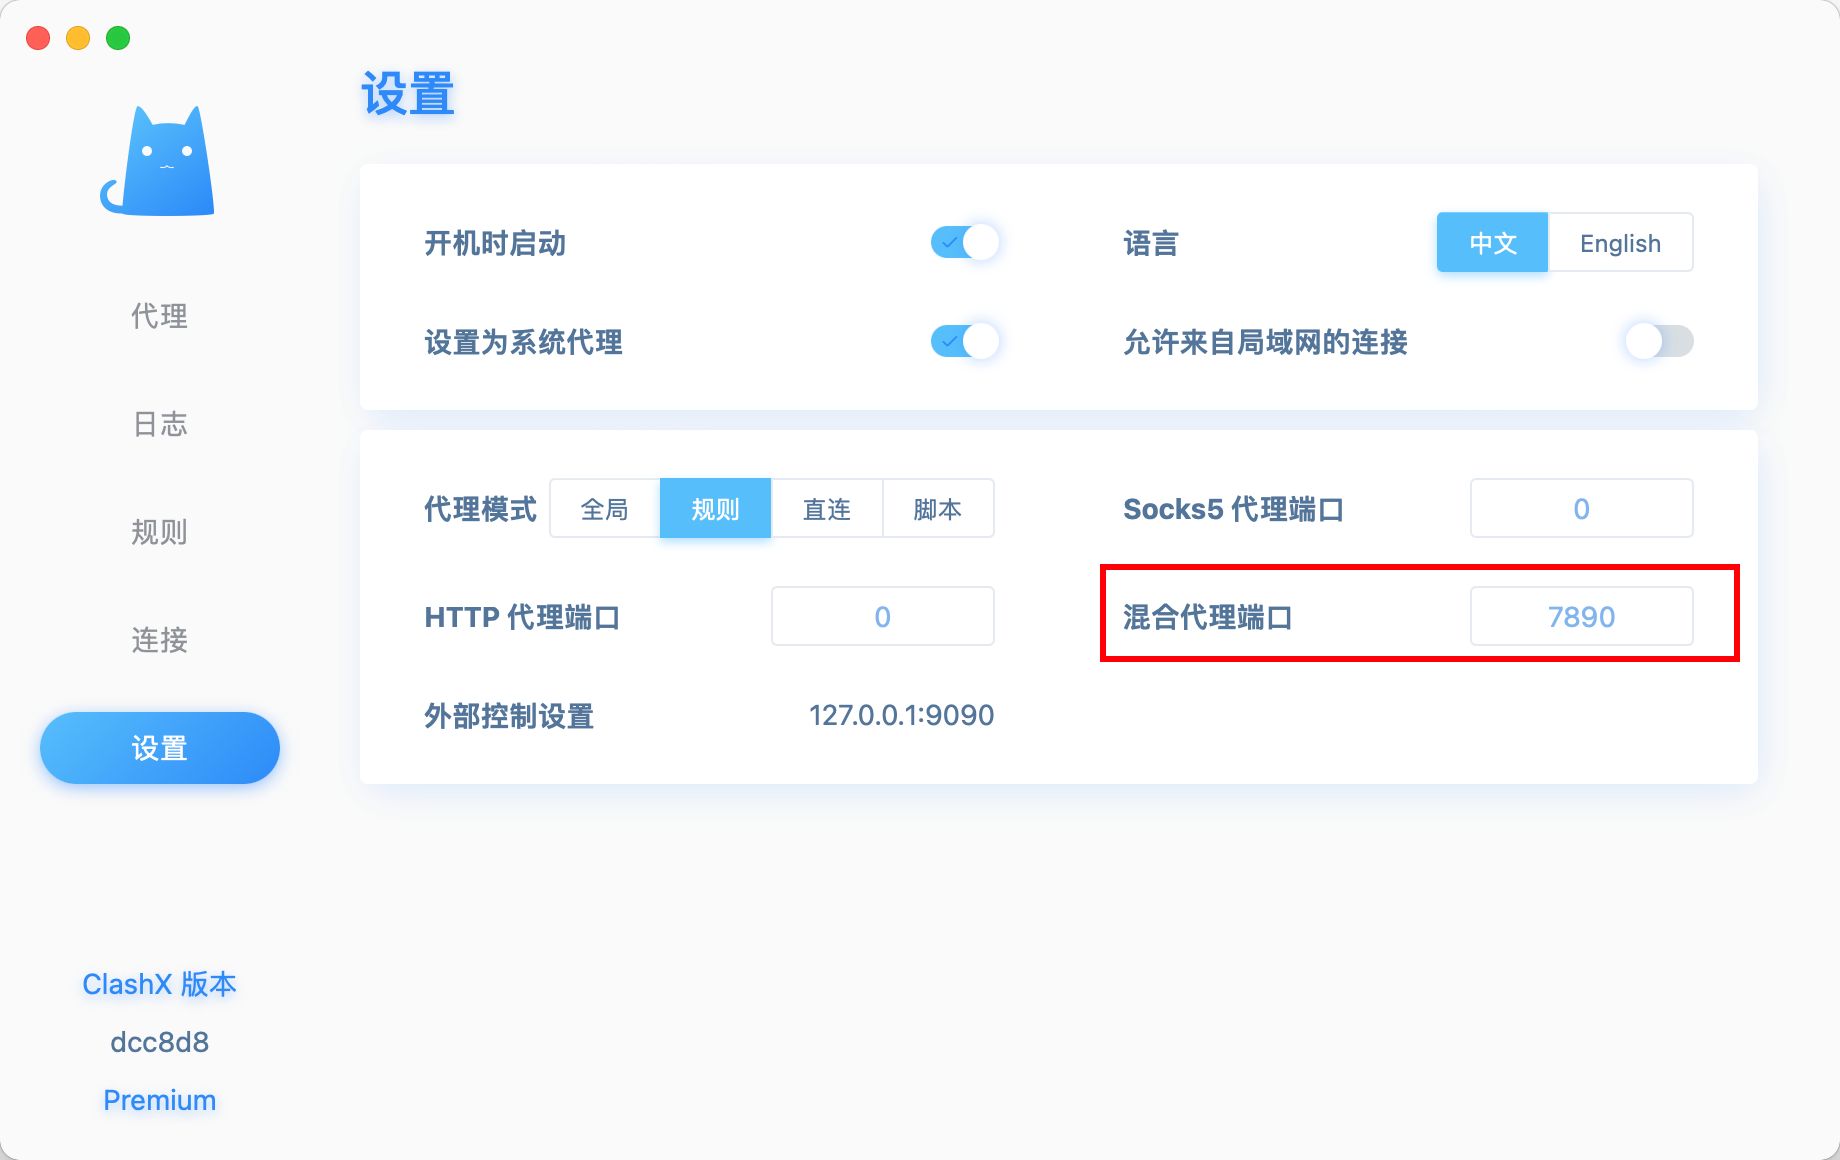 设置
代理
日志
规则
连接
设置
ClashX 版本
dcc8d8
Premium
开机时启动
语言 中文 English
设置为系统代理
允许来自局域网的连接
代理模式 全局 规则 直连 脚本
Socks5 代理端口 0
HTTP 代理端口 0
混合代理端口 7890
外部控制设置 127.0.0.1:9090